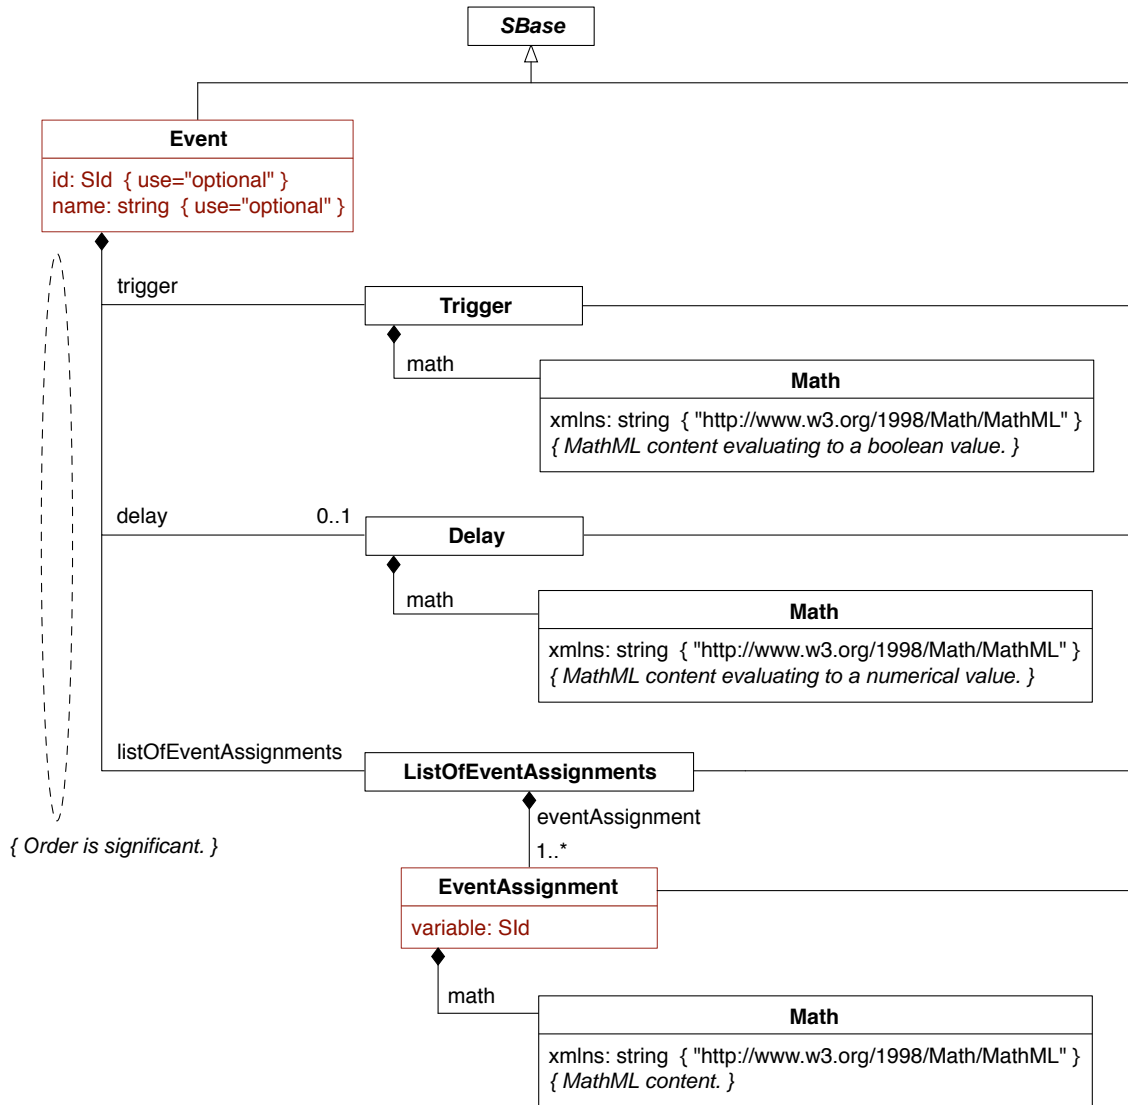 SBase
Event
id: SId { use="optional" }
name: string { use="optional" }
trigger
Trigger
math
Math
xmlns: string { "http://www.w3.org/1998/Math/MathML" }
{ MathML content evaluating to a boolean value. }
delay
0..1
Delay
math
Math
xmlns: string { "http://www.w3.org/1998/Math/MathML" }
{ MathML content evaluating to a numerical value. }
listOfEventAssignments
ListOfEventAssignments
eventAssignment
{ Order is significant. }
1..*
EventAssignment
variable: SId
math
Math
xmlns: string { "http://www.w3.org/1998/Math/MathML" }
{ MathML content. }